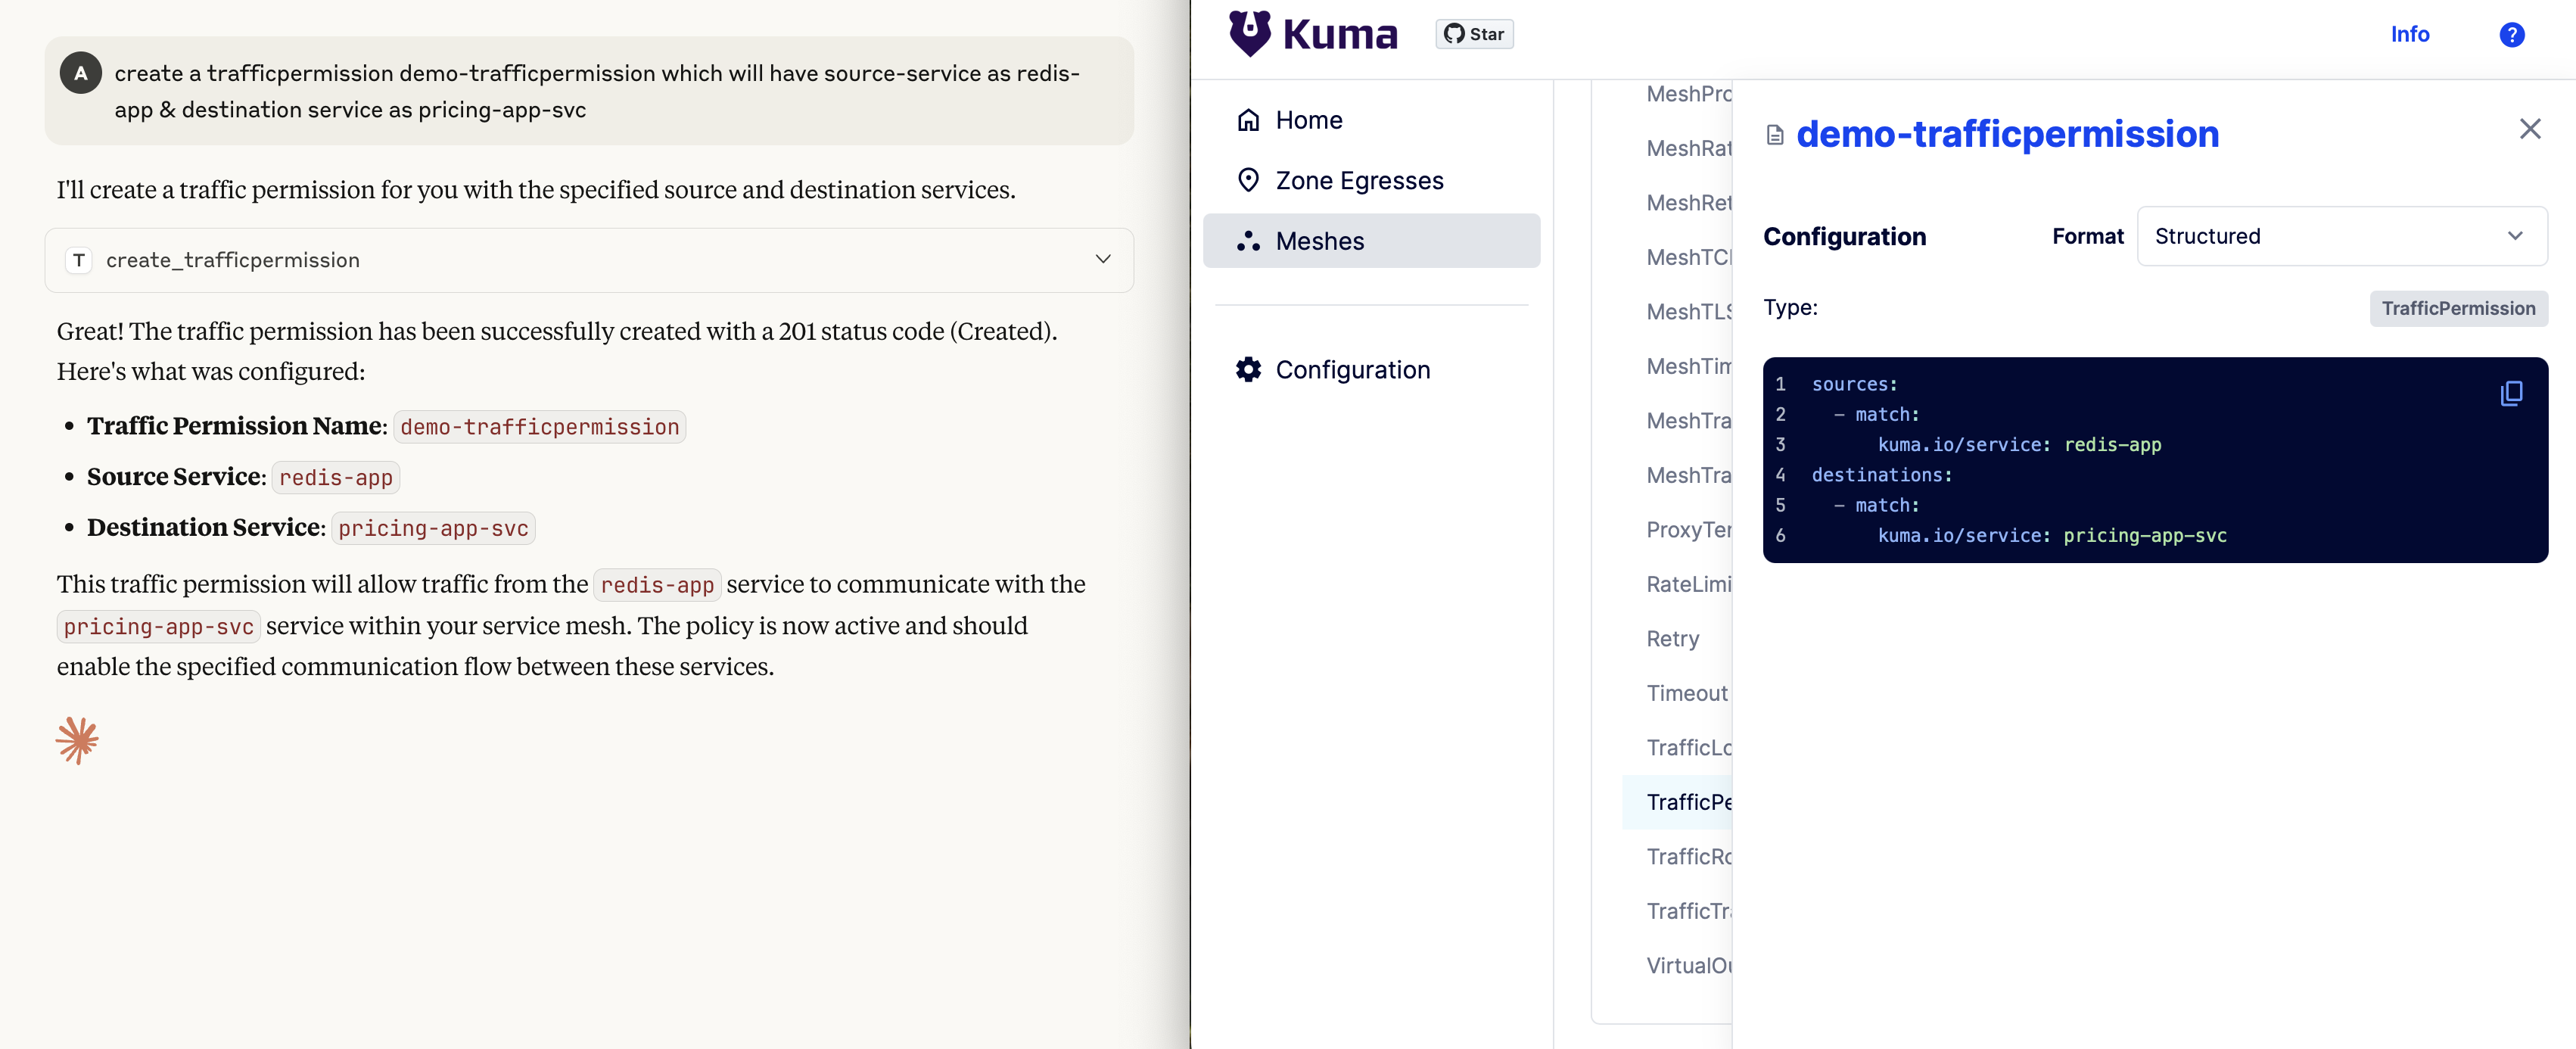 A
create a trafficpermission demo-trafficpermission which will have source-service as redis-
app & destination service as pricing-app-svc
I'll create a traffic permission for you with the specified source and destination services.
T create_trafficpermission
Great! The traffic permission has been successfully created with a 201 status code (Created).
Here's what was configured:
• Traffic Permission Name: demo-trafficpermission
• Source Service: redis-app
• Destination Service: pricing-app-svc
This traffic permission will allow traffic from the redis-app service to communicate with the
pricing-app-svc service within your service mesh. The policy is now active and should
enable the specified communication flow between these services.
Kuma
Star
Info
?
Home
Zone Egresses
Meshes
Configuration
MeshPro
MeshRat
MeshRet
MeshTC
MeshTLS
MeshTim
MeshTra
MeshTra
ProxyTer
RateLimi
Retry
Timeout
TrafficLo
TrafficPe
TrafficRo
TrafficTra
VirtualOu
demo-trafficpermission
Configuration
Format
Structured
Type:
TrafficPermission
1 sources:
2 - match:
3 kuma.io/service: redis-app
4 destinations:
5 - match:
6 kuma.io/service: pricing-app-svc